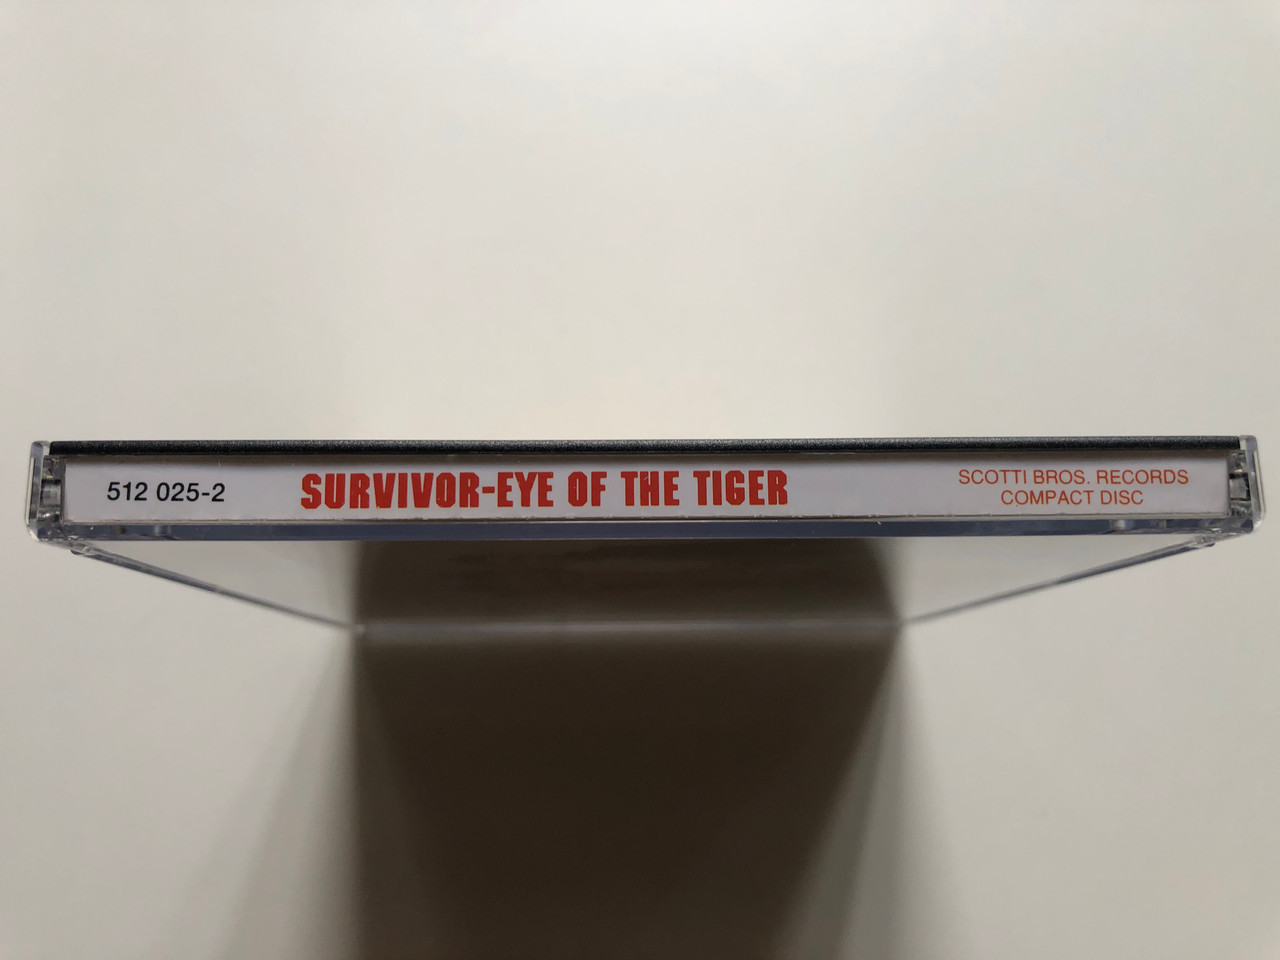 512 025-2
SURVIVOR-EYE OF THE TIGER
SCOTTI BROS. RECORDS
COMPACT DISC